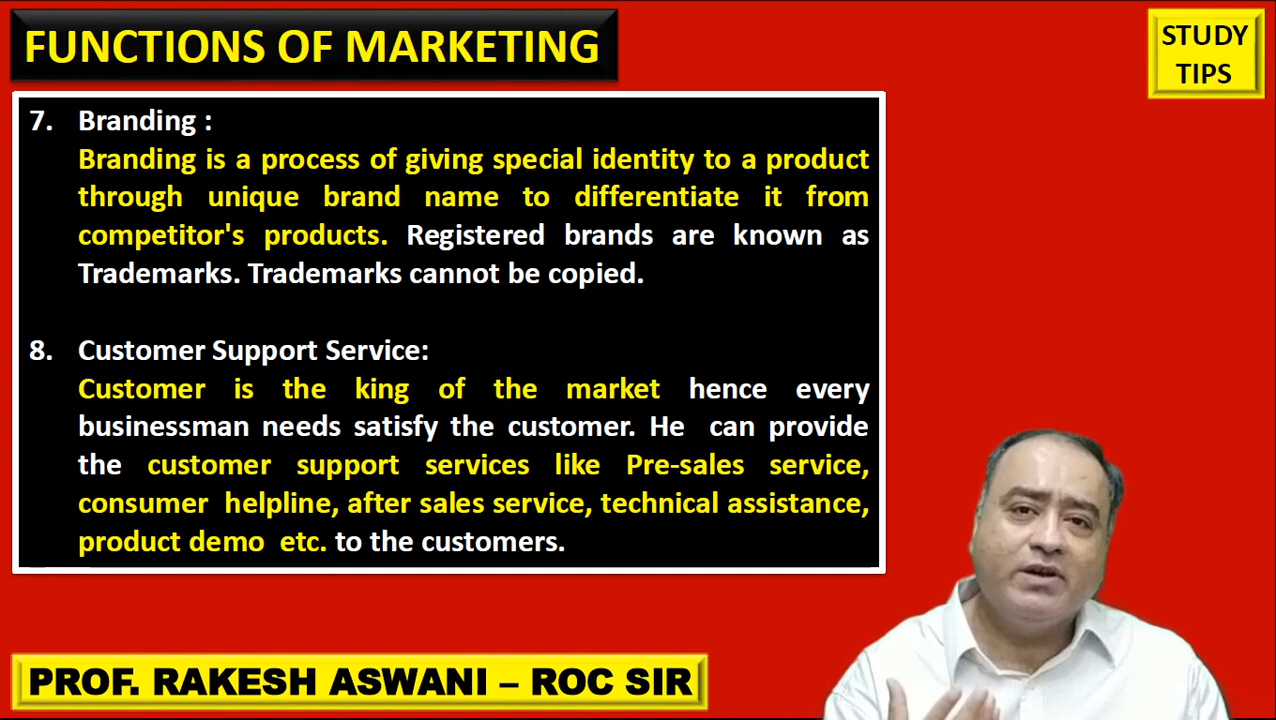 FUNCTIONS OF MARKETING
STUDY
TIPS
7. Branding :
Branding is a process of giving special identity to a product
through unique brand name to differentiate it from
competitor's products. Registered brands are known as
Trademarks. Trademarks cannot be copied.
8. Customer Support Service:
Customer is the king of the market hence every
businessman needs satisfy the customer. He can provide
the customer support services like Pre-sales service,
consumer helpline, after sales service, technical assistance,
product demo etc. to the customers.
PROF. RAKESH ASWANI – ROC SIR